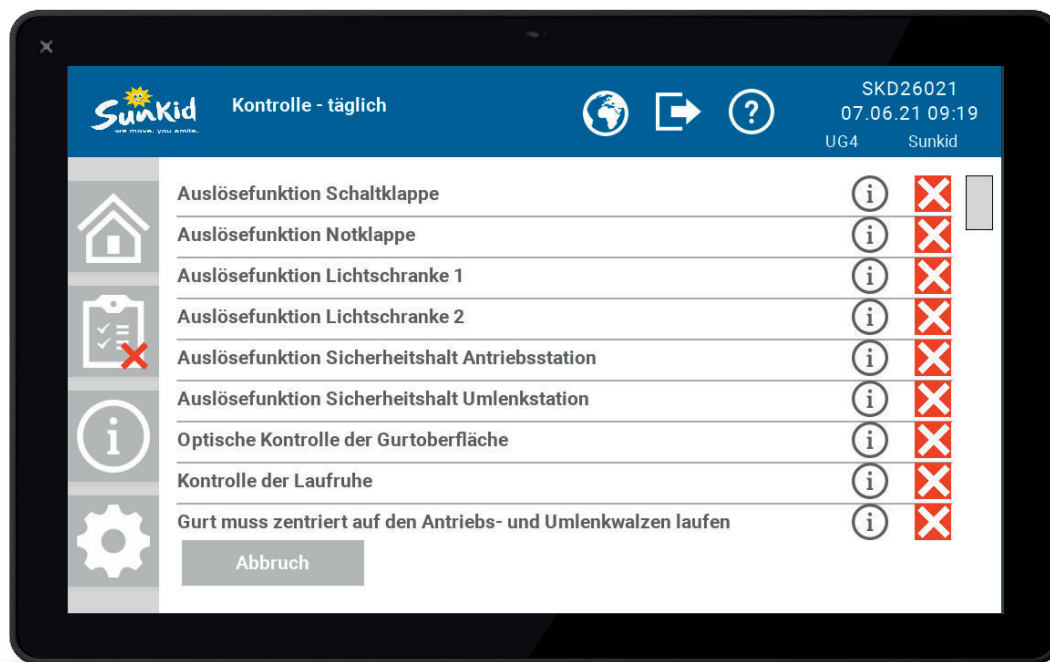 SunKid
we move. you smile.
Kontrolle - täglich
?
SKD26021
07.06.21 09:19
UG4 Sunkid
Auslösefunktion Schaltklappe i
Auslösefunktion Notklappe i
Auslösefunktion Lichtschranke 1 i
Auslösefunktion Lichtschranke 2 i
Auslösefunktion Sicherheitshalt Antriebsstation i
Auslösefunktion Sicherheitshalt Umlenkstation i
Optische Kontrolle der Gurtoberfläche i
Kontrolle der Laufruhe i
Gurt muss zentriert auf den Antriebs- und Umlenkwalzen laufen i
i
Abbruch